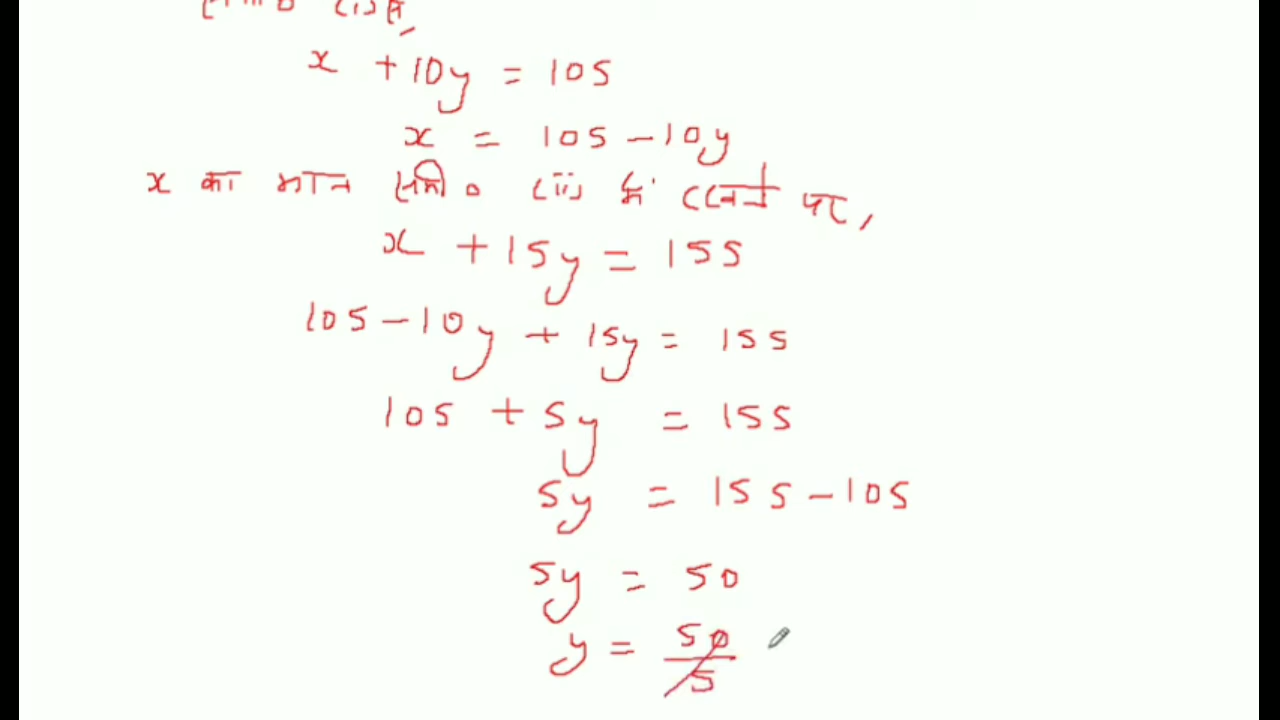 x + 10y = 105
x = 105 - 10y
x का मान समी० (ii) में रखने पर,
x + 15y = 155
105 - 10y + 15y = 155
105 + 5y = 155
5y = 155 - 105
5y = 50
y = 50/5